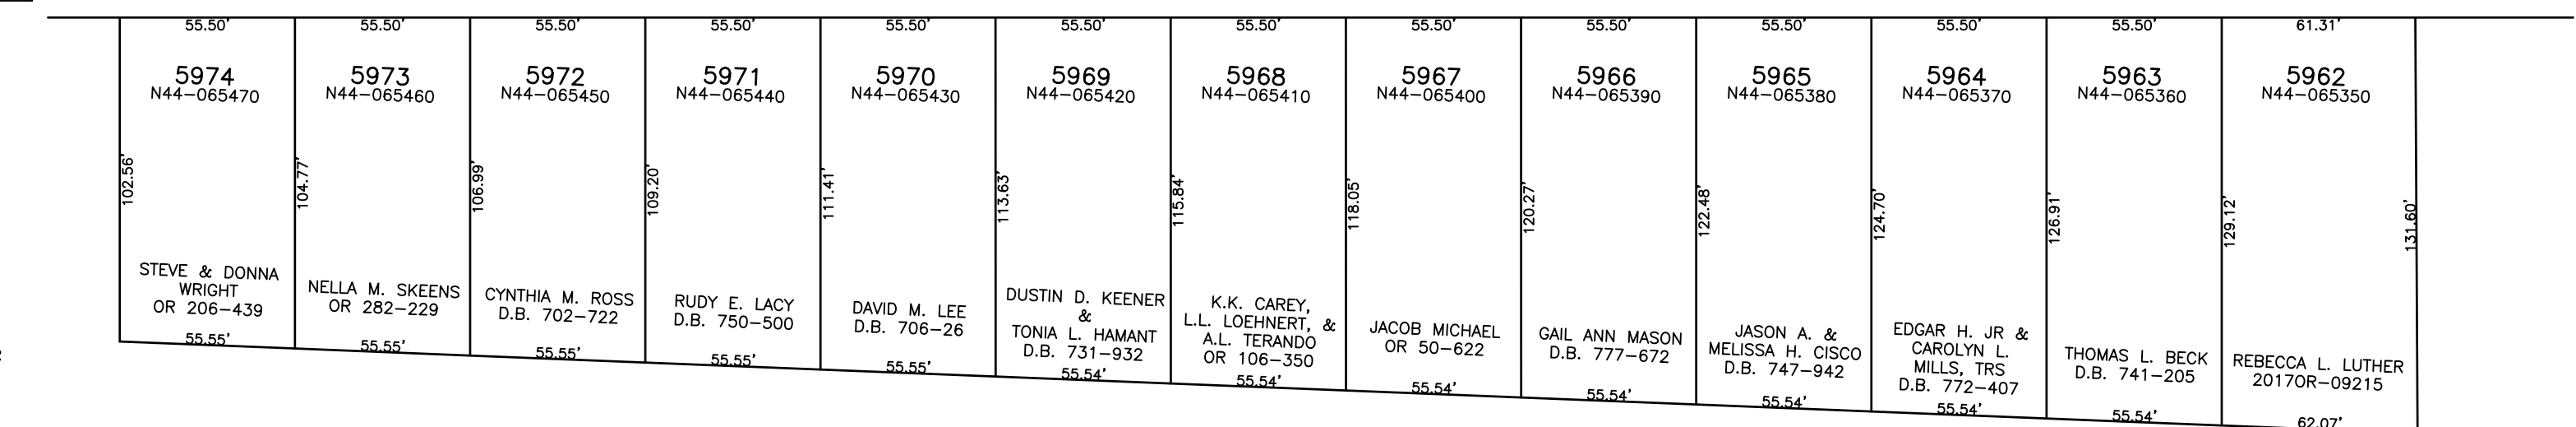 55.50'
5974
N44-065470
102.56'
STEVE & DONNA
WRIGHT
OR 206-439
55.55'
55.50'
5973
N44-065460
104.77'
NELLA M. SKEENS
OR 282-229
55.55'
55.50'
5972
N44-065450
106.99'
CYNTHIA M. ROSS
D.B. 702-722
55.55'
55.50'
5971
N44-065440
109.20'
RUDY E. LACY
D.B. 750-500
55.55'
55.50'
5970
N44-065430
111.41'
DAVID M. LEE
D.B. 706-26
55.55'
55.50'
5969
N44-065420
113.63'
DUSTIN D. KEENER
&
TONIA L. HAMANT
D.B. 731-932
55.54'
55.50'
5968
N44-065410
115.84'
K.K. CAREY,
L.L. LOEHNERT, &
A.L. TERANDO
OR 106-350
55.54'
55.50'
5967
N44-065400
118.05'
JACOB MICHAEL
OR 50-622
55.54'
55.50'
5966
N44-065390
120.27'
GAIL ANN MASON
D.B. 777-672
55.54'
55.50'
5965
N44-065380
122.48'
JASON A. &
MELISSA H. CISCO
D.B. 747-942
55.54'
55.50'
5964
N44-065370
124.70'
EDGAR H. JR &
CAROLYN L.
MILLS, TRS
D.B. 772-407
55.54'
55.50'
5963
N44-065360
126.91'
THOMAS L. BECK
D.B. 741-205
55.54'
61.31'
5962
N44-065350
129.12'
131.60'
REBECCA L. LUTHER
2017OR-09215
62.07'